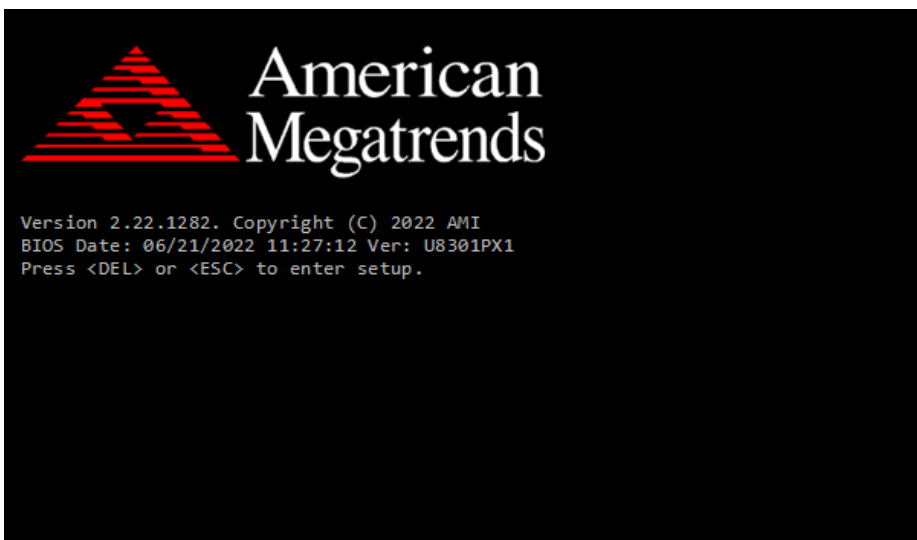 American
Megatrends
Version 2.22.1282. Copyright (C) 2022 AMI
BIOS Date: 06/21/2022 11:27:12 Ver: U8301PX1
Press <DEL> or <ESC> to enter setup.